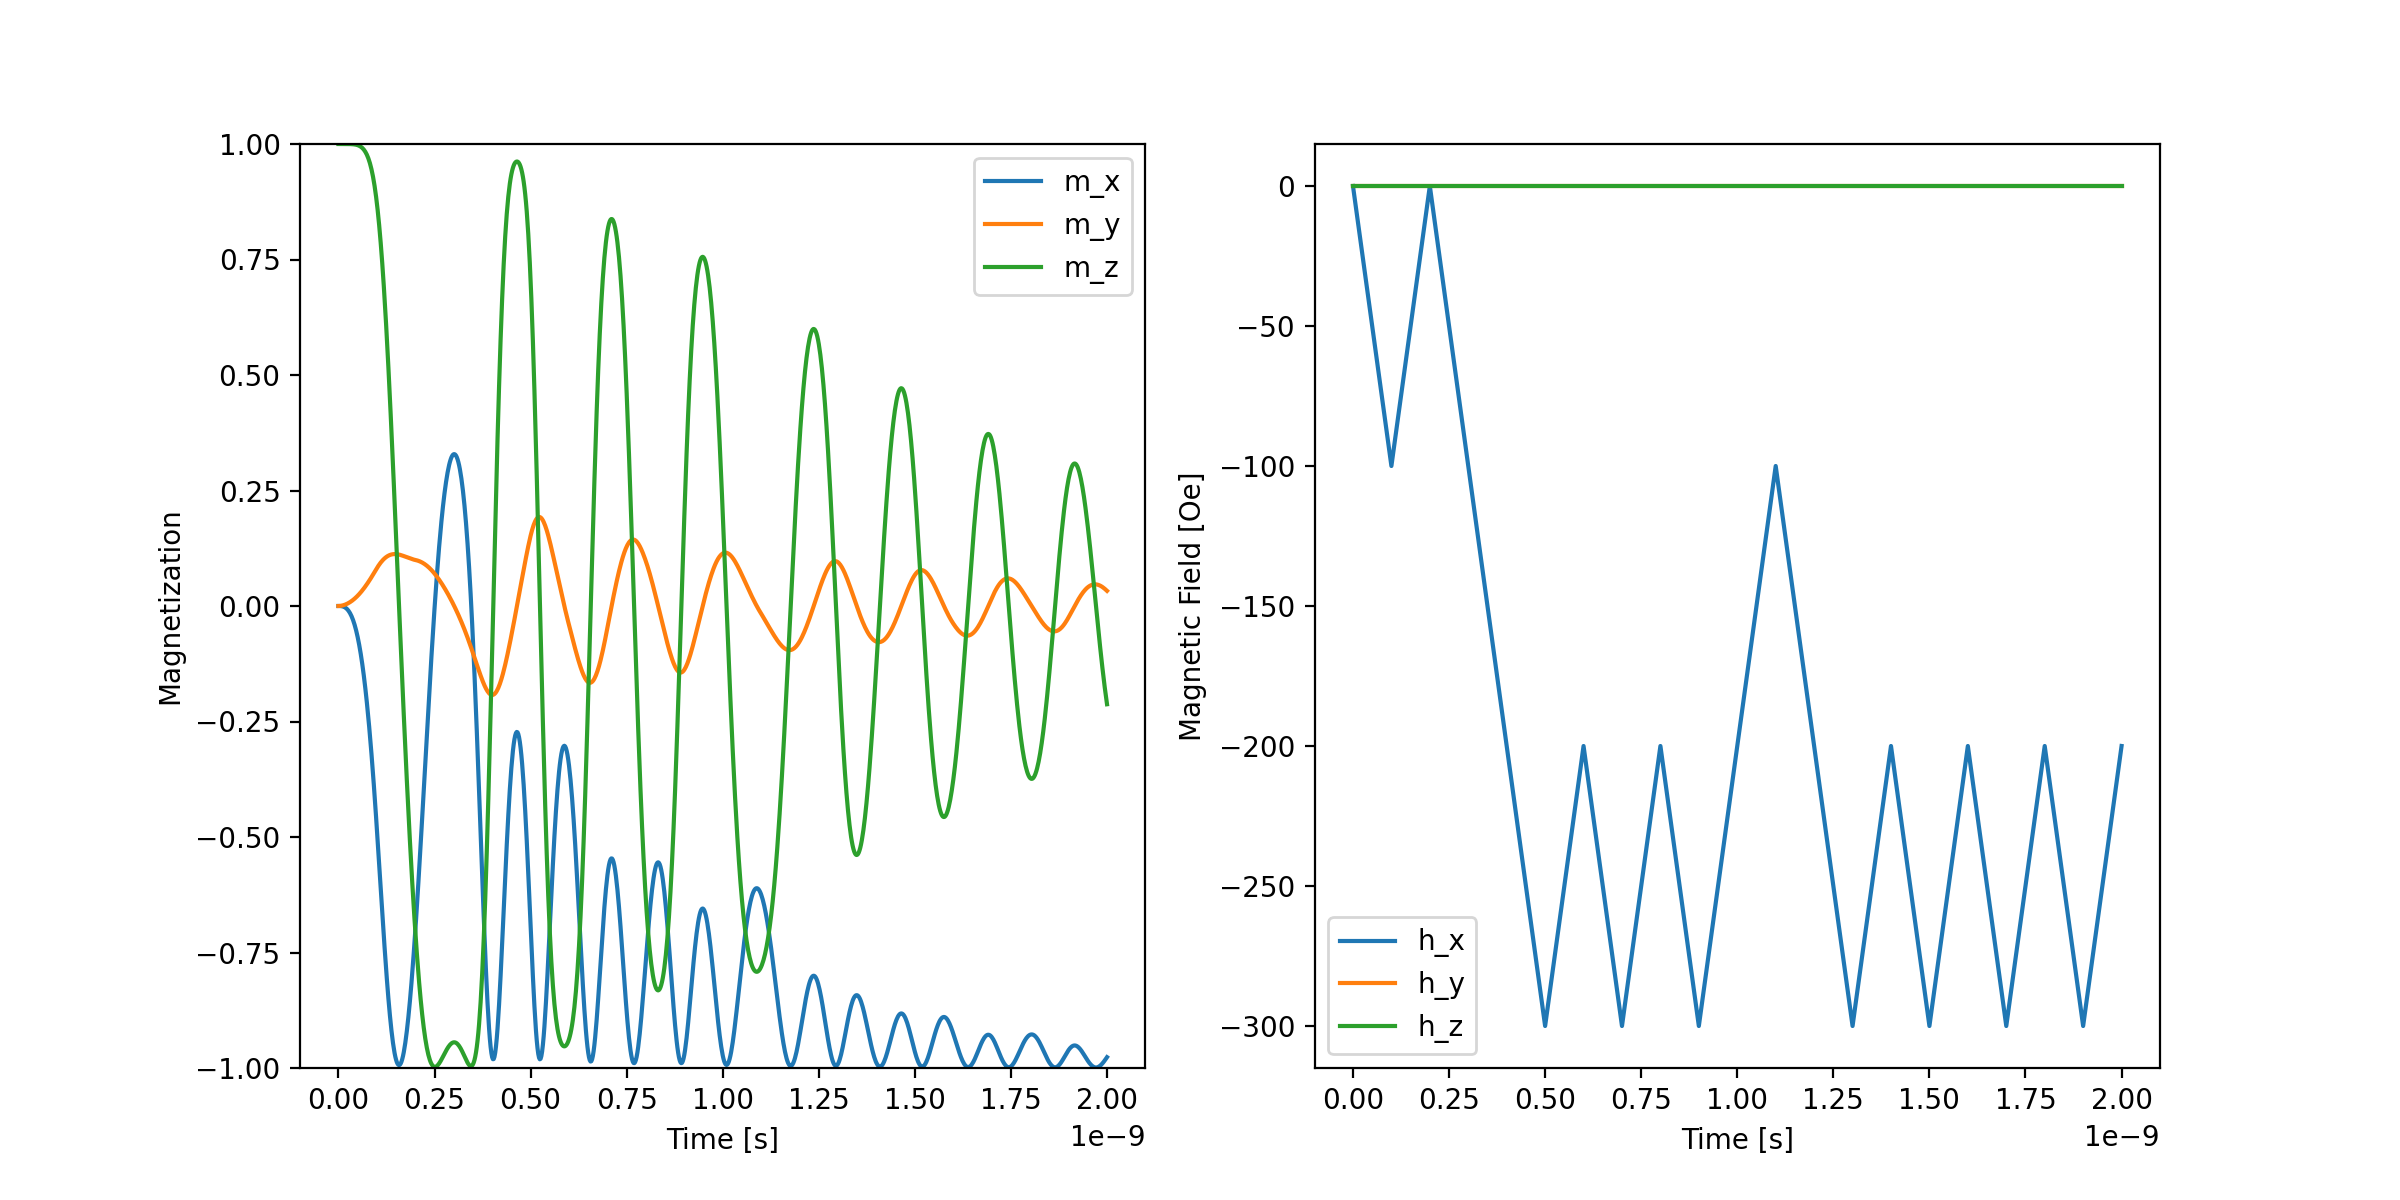 1.00
0.75
0.50
0.25
0.00
−0.25
−0.50
−0.75
−1.00
Magnetization
m_x
m_y
m_z
0.00 0.25 0.50 0.75 1.00 1.25 1.50 1.75 2.00
Time [s]
1e−9
0
−50
−100
−150
−200
−250
−300
Magnetic Field [Oe]
h_x
h_y
h_z
0.00 0.25 0.50 0.75 1.00 1.25 1.50 1.75 2.00
Time [s]
1e−9